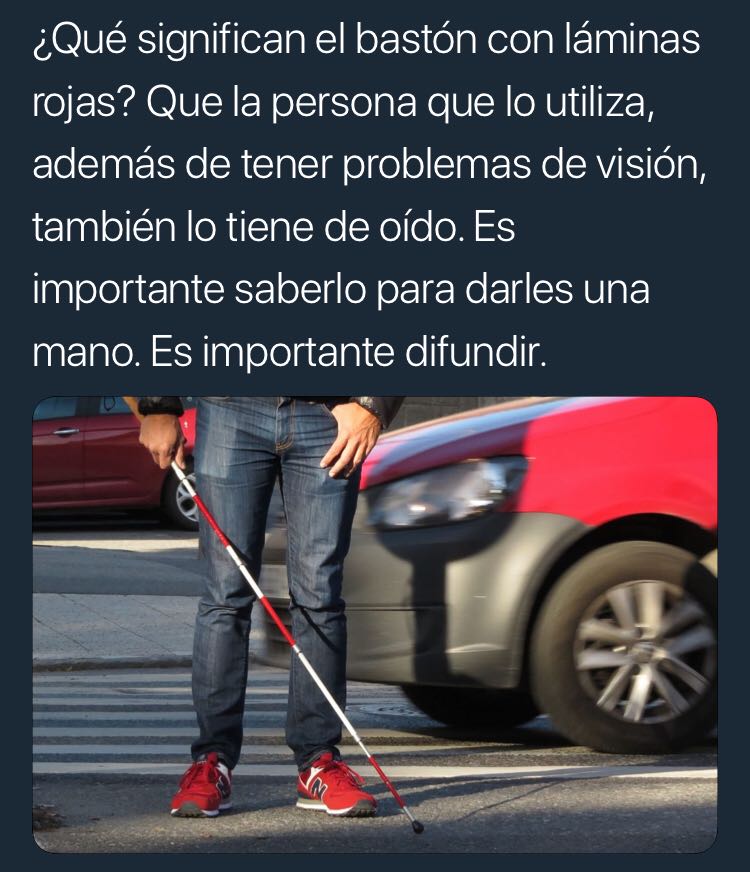 ¿Qué significan el bastón con láminas
rojas? Que la persona que lo utiliza,
además de tener problemas de visión,
también lo tiene de oído. Es
importante saberlo para darles una
mano. Es importante difundir.
N
N